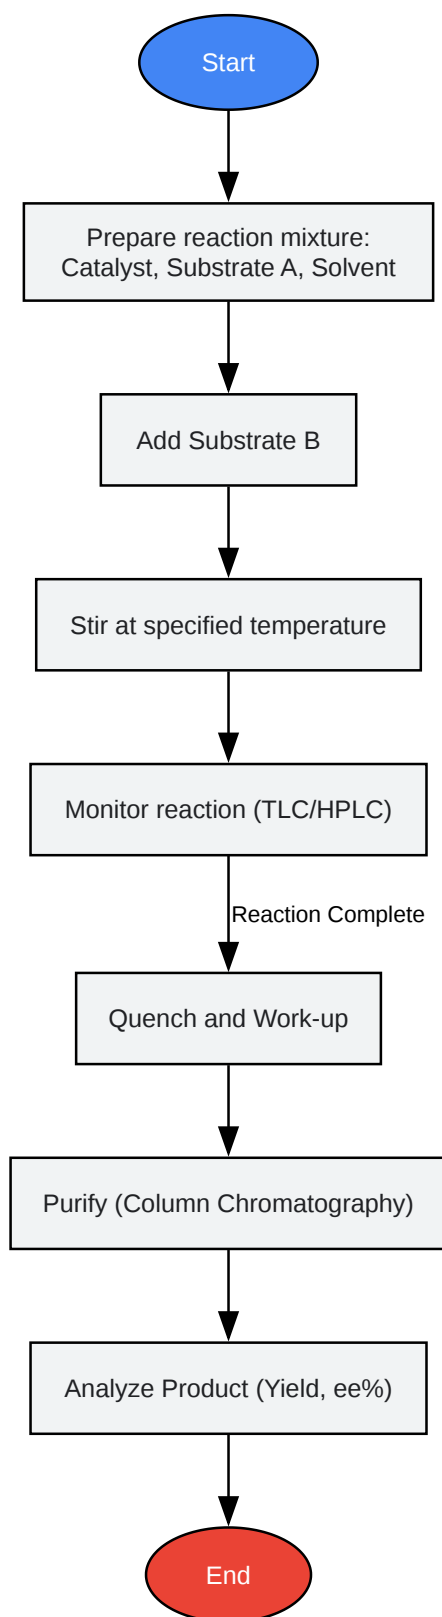 Start
Prepare reaction mixture:
Catalyst, Substrate A, Solvent
Add Substrate B
Stir at specified temperature
Monitor reaction (TLC/HPLC)
Reaction Complete
Quench and Work-up
Purify (Column Chromatography)
Analyze Product (Yield, ee%)
End